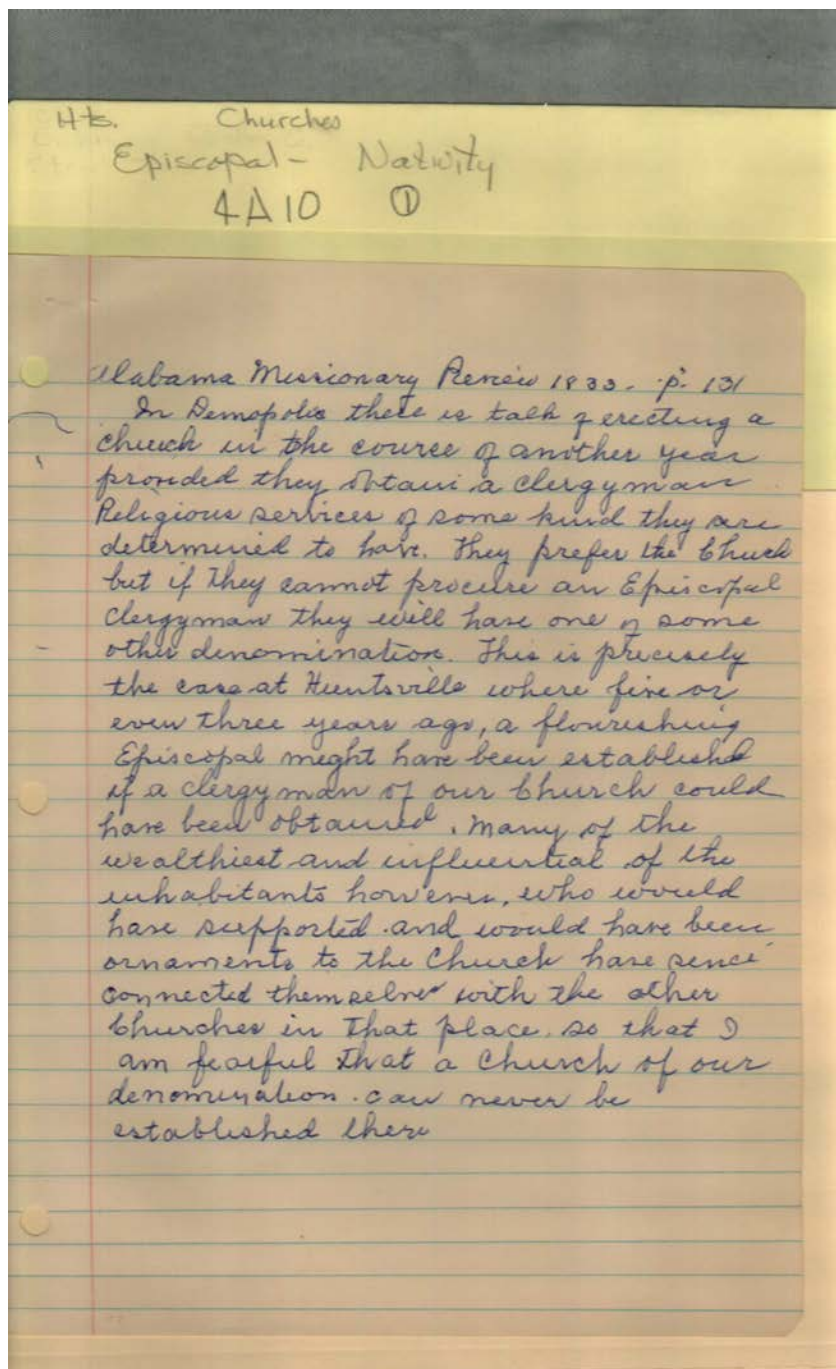 Hts. Churches
Episcopal - Nativity
4A10 ①
Alabama Missionary Review 1833 - p. 131
In Demopolis there is talk of erecting a
church in the course of another year
provided they obtain a clergyman
Religious services of some kind they are
determined to have. They prefer the Church
but if they cannot procure an Episcopal
Clergyman they will have one of some
other denomination. This is precisely
the case at Huntsville where five or
even three years ago, a flourishing
Episcopal might have been established
if a clergyman of our Church could
have been obtained. Many of the
wealthiest and influential of the
inhabitants however, who would
have supported and would have been
ornaments to the Church have since
connected themselves with the other
Churches in that place. so that I
am fearful that a Church of our
denomination. can never be
established there